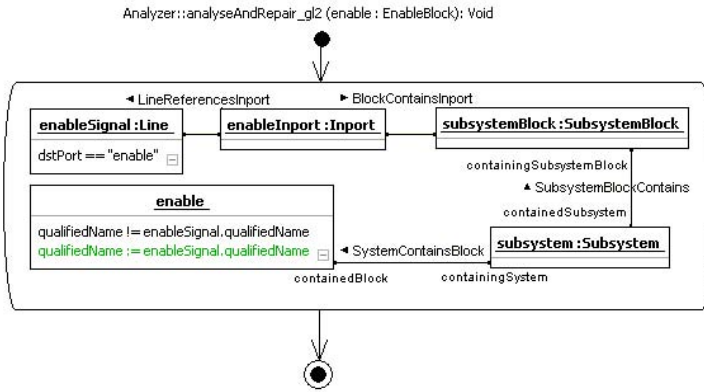 Analyzer::analyseAndRepair_gl2 (enable : EnableBlock): Void
◄ LineReferencesInport
► BlockContainsInport
enableSignal :Line
enableInport :Inport
subsystemBlock :SubsystemBlock
dstPort == "enable"
containingSubsystemBlock
▲ SubsystemBlockContains
containedSubsystem
enable
qualifiedName != enableSignal.qualifiedName
qualifiedName := enableSignal.qualifiedName
◄ SystemContainsBlock
subsystem :Subsystem
containedBlock
containingSystem